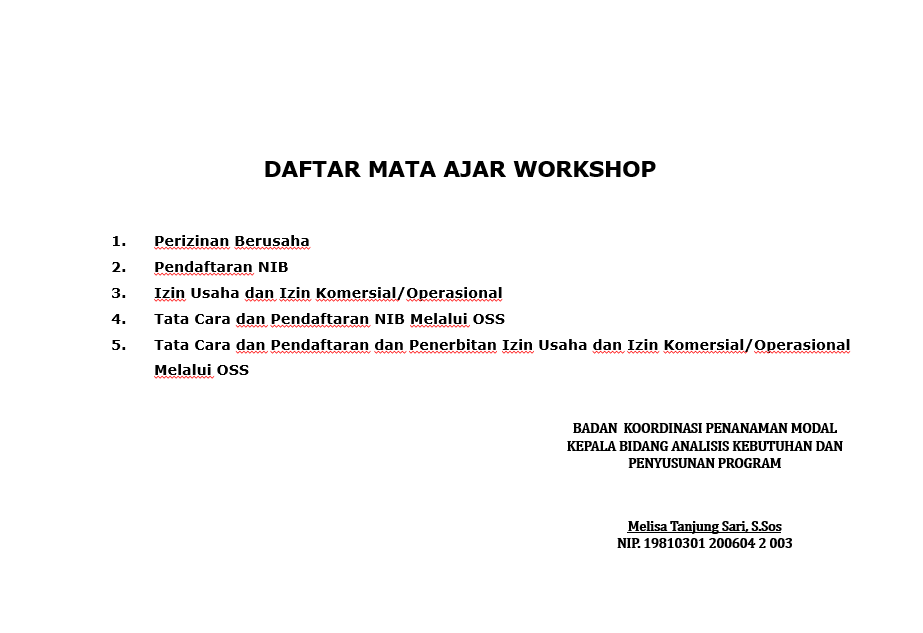 DAFTAR MATA AJAR WORKSHOP
1. Perizinan Berusaha
2. Pendaftaran NIB
3. Izin Usaha dan Izin Komersial/Operasional
4. Tata Cara dan Pendaftaran NIB Melalui OSS
5. Tata Cara dan Pendaftaran dan Penerbitan Izin Usaha dan Izin Komersial/Operasional
Melalui OSS
BADAN KOORDINASI PENANAMAN MODAL
KEPALA BIDANG ANALISIS KEBUTUHAN DAN
PENYUSUNAN PROGRAM
Melisa Tanjung Sari, S.Sos
NIP. 19810301 200604 2 003